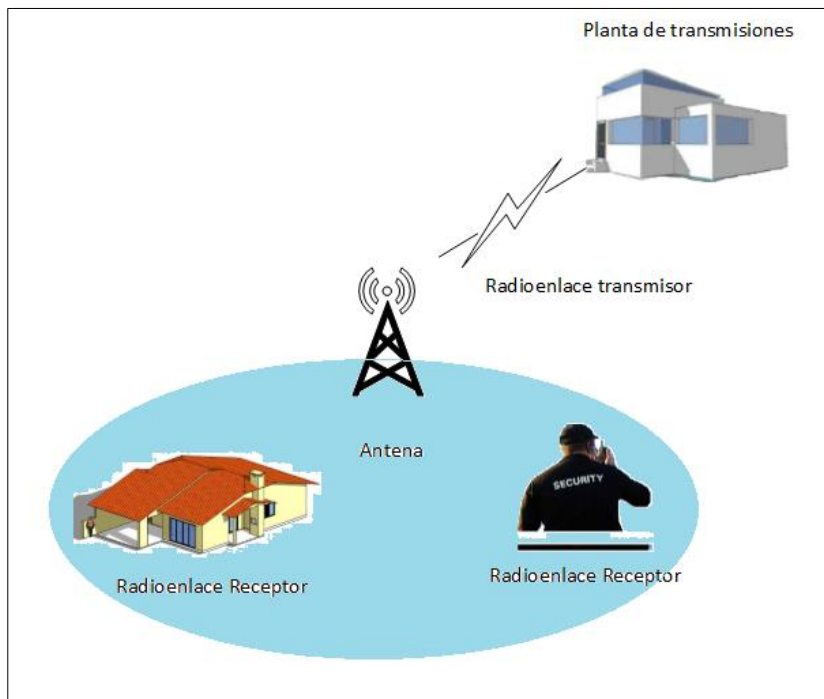 Planta de transmisiones
Radioenlace transmisor
Antena
SECURITY
Radioenlace Receptor
Radioenlace Receptor